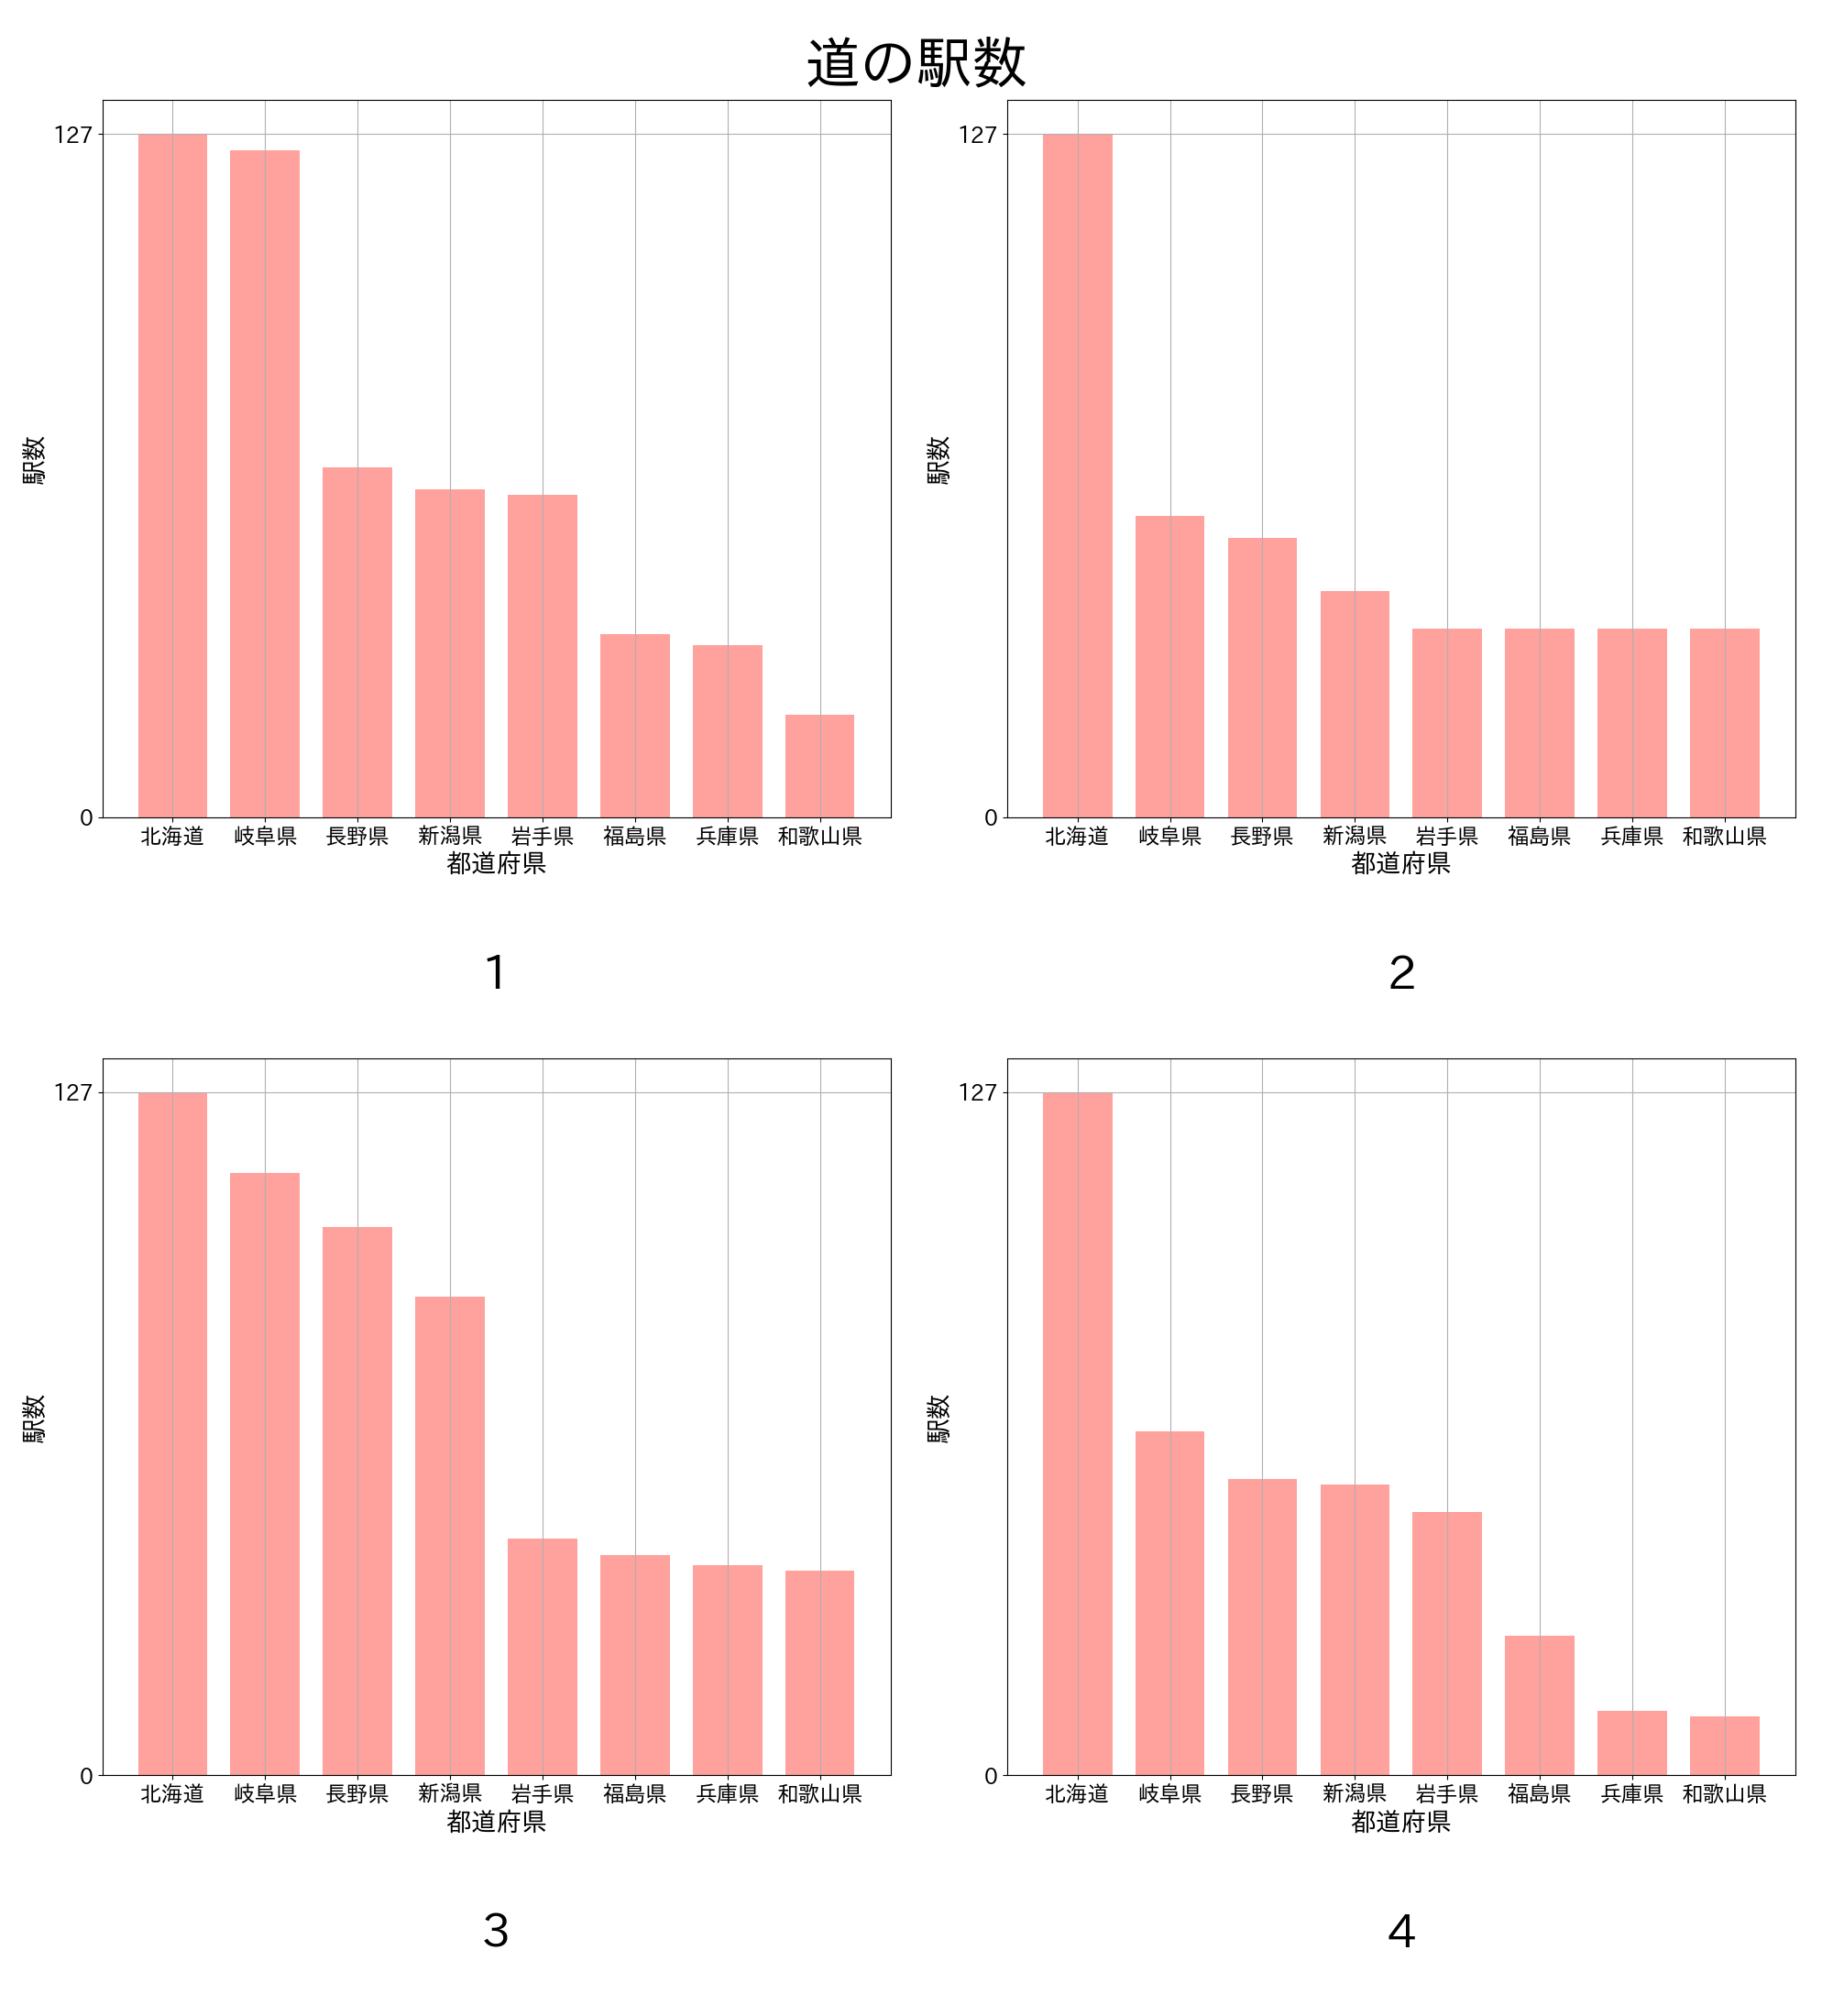 道の駅数
127
0
駅数
北海道 岐阜県 長野県 新潟県 岩手県 福島県 兵庫県 和歌山県
都道府県
1
127
0
駅数
北海道 岐阜県 長野県 新潟県 岩手県 福島県 兵庫県 和歌山県
都道府県
2
127
0
駅数
北海道 岐阜県 長野県 新潟県 岩手県 福島県 兵庫県 和歌山県
都道府県
3
127
0
駅数
北海道 岐阜県 長野県 新潟県 岩手県 福島県 兵庫県 和歌山県
都道府県
4